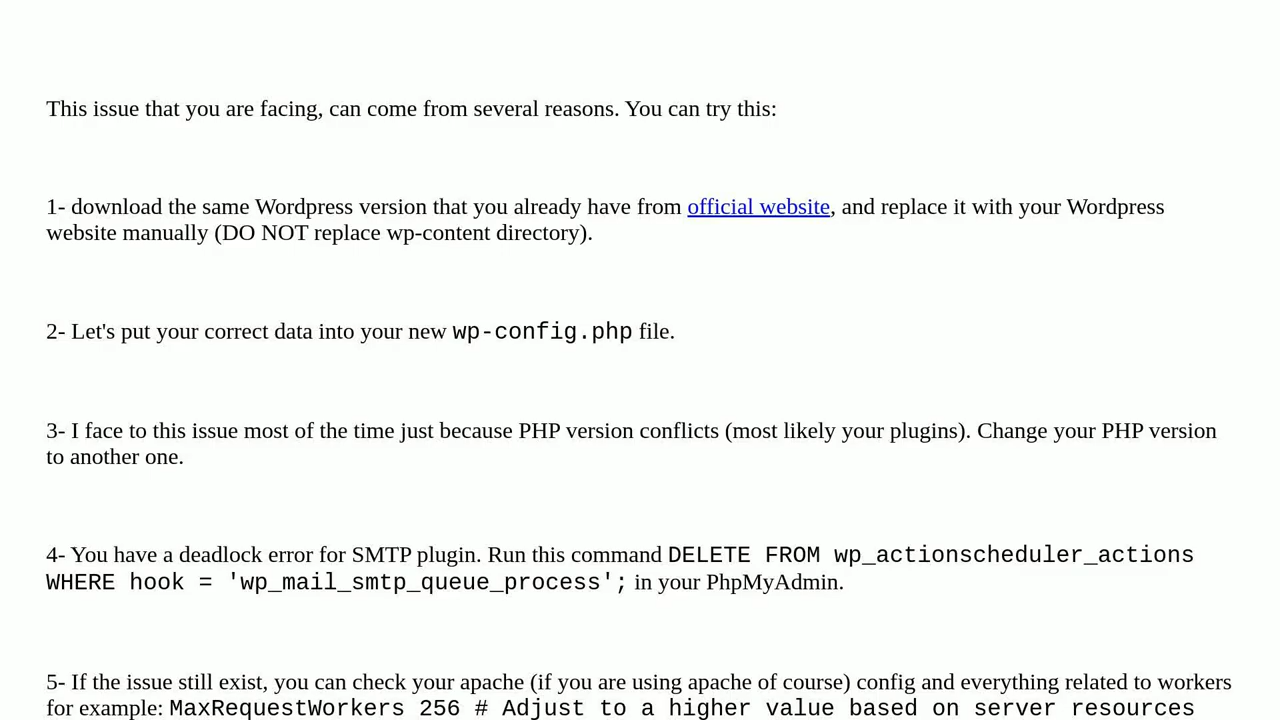 This issue that you are facing, can come from several reasons. You can try this:
1- download the same Wordpress version that you already have from official website, and replace it with your Wordpress
website manually (DO NOT replace wp-content directory).
2- Let's put your correct data into your new wp-config.php file.
3- I face to this issue most of the time just because PHP version conflicts (most likely your plugins). Change your PHP version
to another one.
4- You have a deadlock error for SMTP plugin. Run this command DELETE FROM wp_actionscheduler_actions
WHERE hook = 'wp_mail_smtp_queue_process'; in your PhpMyAdmin.
5- If the issue still exist, you can check your apache (if you are using apache of course) config and everything related to workers
for example: MaxRequestWorkers 256 # Adjust to a higher value based on server resources